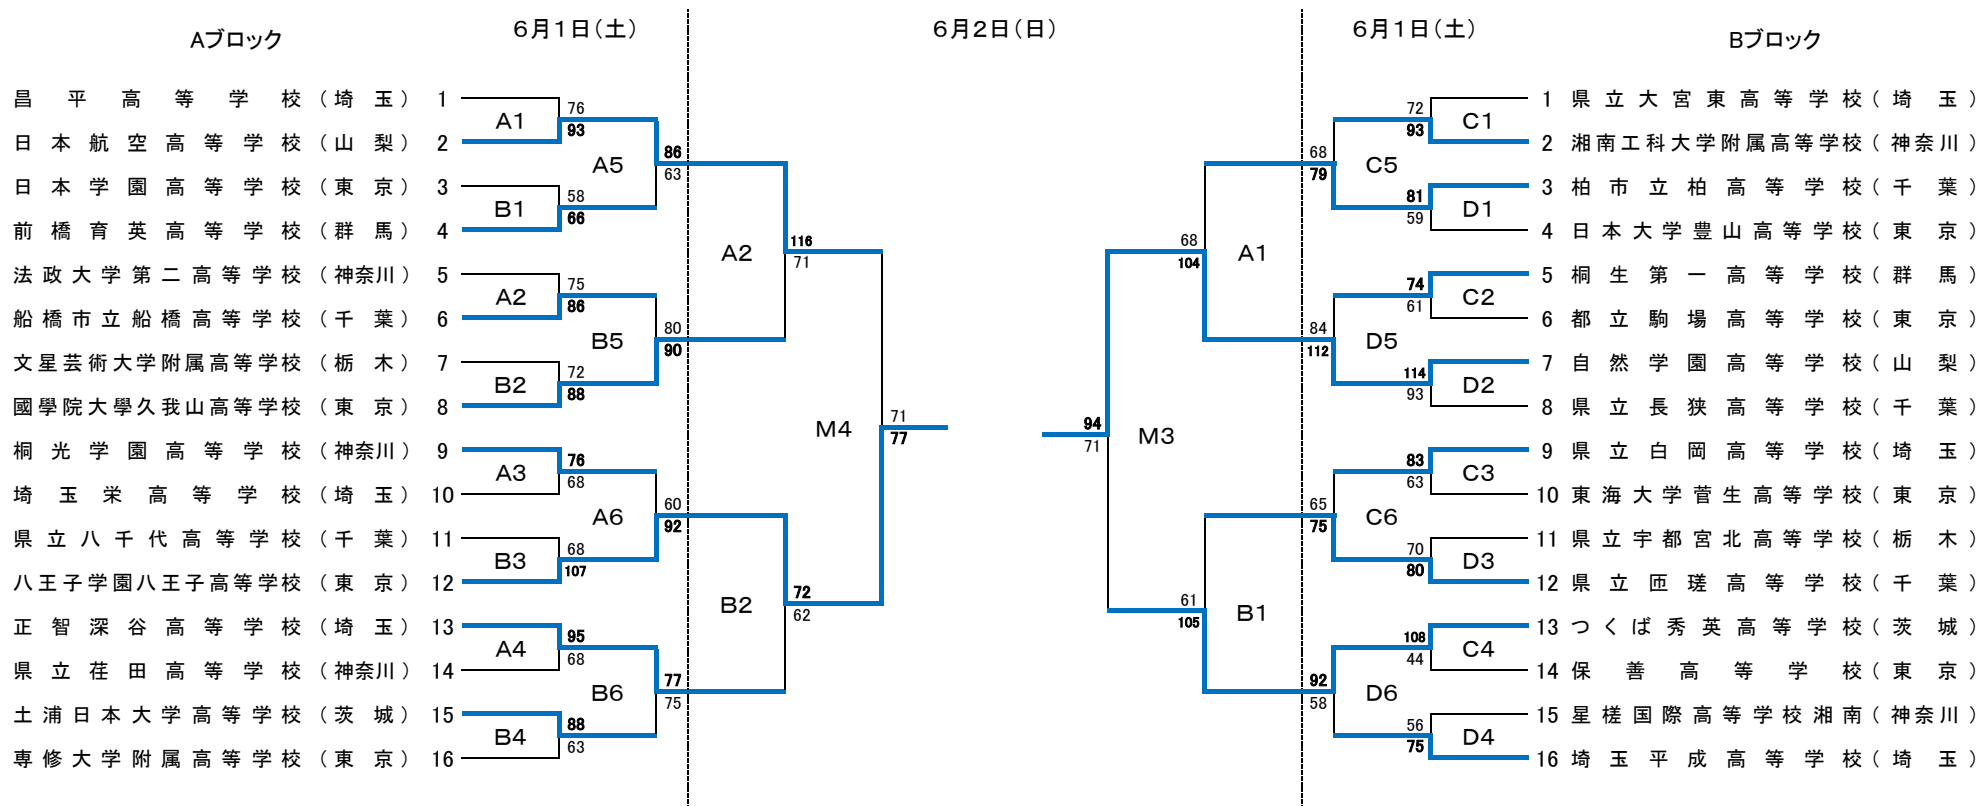 Aブロック ６月１日（土） ６月２日（日） ６月１日（土） Bブロック
昌平高等学校（埼玉） 1
日本航空高等学校（山梨） 2
日本学園高等学校（東京） 3
前橋育英高等学校（群馬） 4
法政大学第二高等学校（神奈川） 5
船橋市立船橋高等学校（千葉） 6
文星芸術大学附属高等学校（栃木） 7
國學院大學久我山高等学校（東京） 8
桐光学園高等学校（神奈川） 9
埼玉栄高等学校（埼玉） 10
県立八千代高等学校（千葉） 11
八王子学園八王子高等学校（東京） 12
正智深谷高等学校（埼玉） 13
県立荏田高等学校（神奈川） 14
土浦日本大学高等学校（茨城） 15
専修大学附属高等学校（東京） 16
A1 76 93
B1 58 66
A2 75 86
B2 72 88
A3 76 68
B3 68 107
A4 95 68
B4 88 63
A5 86 63
B5 80 90
A6 60 92
B6 77 75
A2 116 71
B2 72 62
M4 71 77
M3 94 71
A1 68 104
B1 61 105
C5 68 79
D5 84 112
C6 65 75
D6 92 58
C1 72 93
D1 81 59
C2 74 61
D2 114 93
C3 83 63
D3 70 80
C4 108 44
D4 56 75
1 県立大宮東高等学校（埼玉）
2 湘南工科大学附属高等学校（神奈川）
3 柏市立柏高等学校（千葉）
4 日本大学豊山高等学校（東京）
5 桐生第一高等学校（群馬）
6 都立駒場高等学校（東京）
7 自然学園高等学校（山梨）
8 県立長狭高等学校（千葉）
9 県立白岡高等学校（埼玉）
10 東海大学菅生高等学校（東京）
11 県立宇都宮北高等学校（栃木）
12 県立匝瑳高等学校（千葉）
13 つくば秀英高等学校（茨城）
14 保善高等学校（東京）
15 星槎国際高等学校湘南（神奈川）
16 埼玉平成高等学校（埼玉）